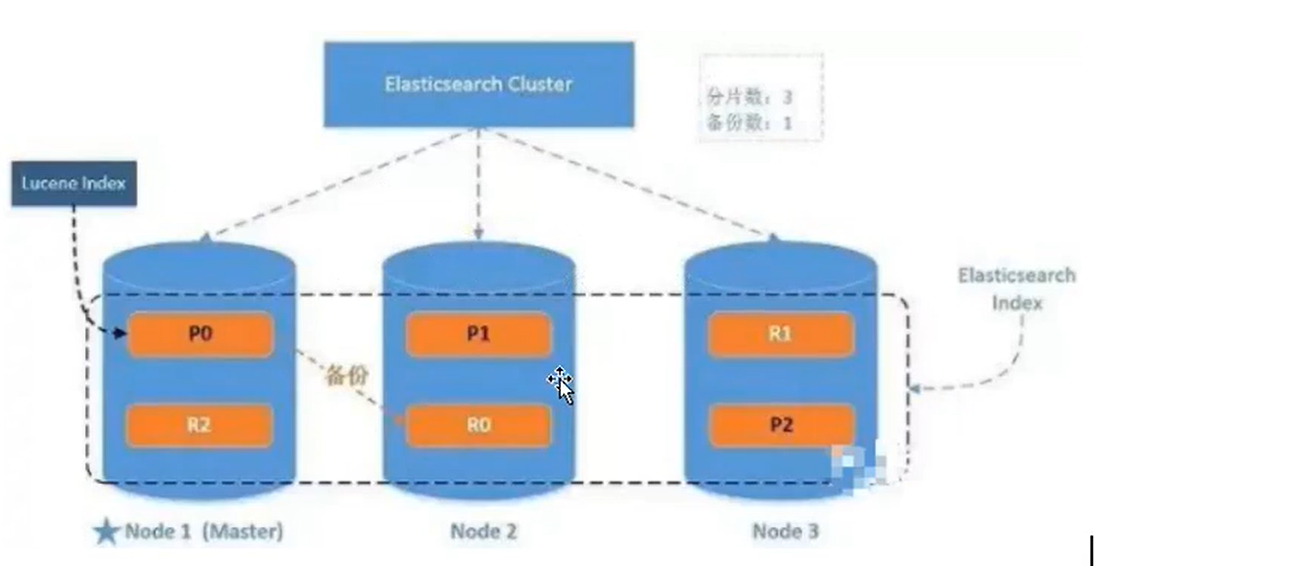 Elasticsearch Cluster
分片数：3
备份数：1
Lucene Index
Elasticsearch
Index
P0
P1
R1
备份
R2
R0
P2
Node 1 (Master)
Node 2
Node 3